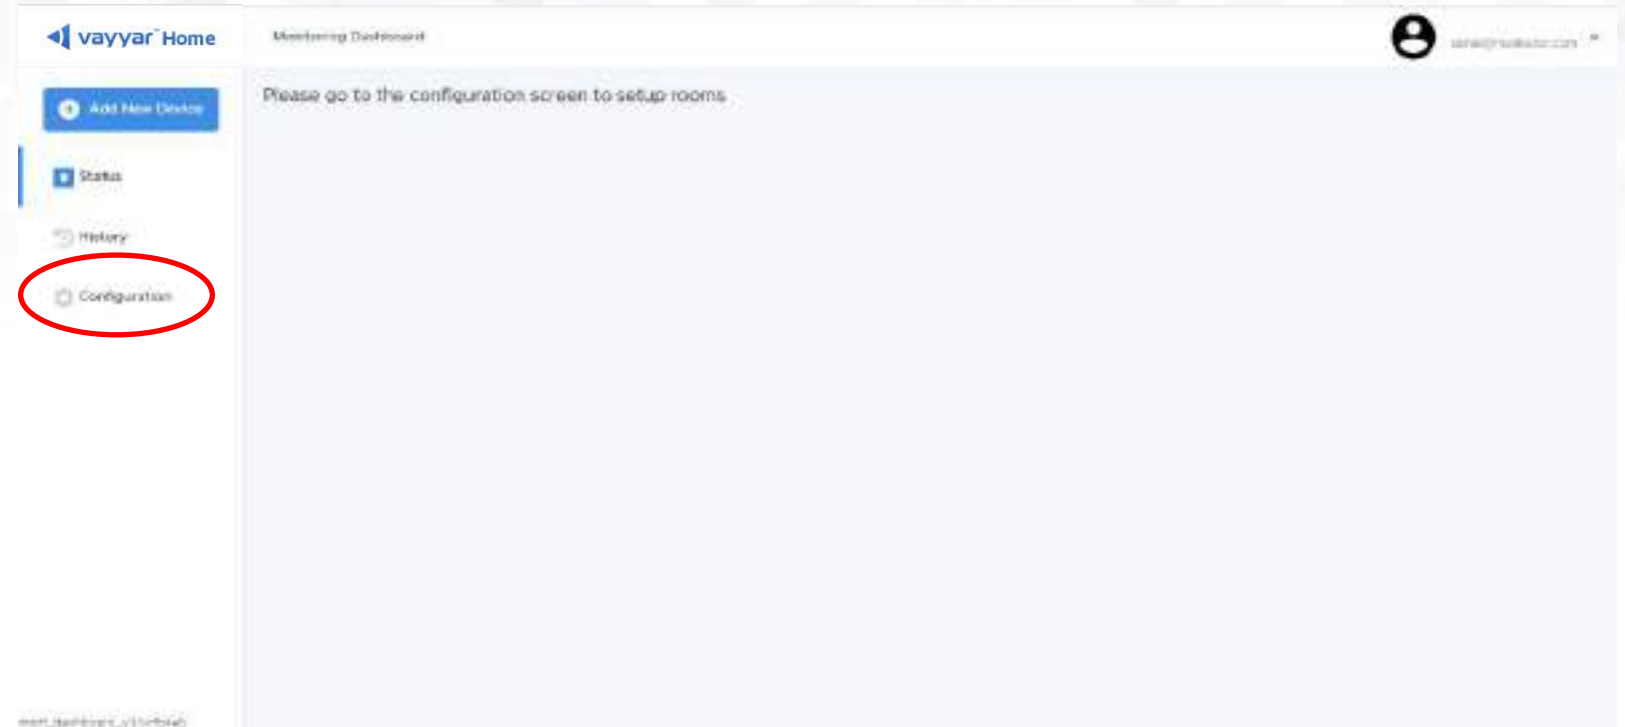 vayyar Home
Monitoring Dashboard
Add New Device
Please go to the configuration screen to setup rooms
Status
History
Configuration